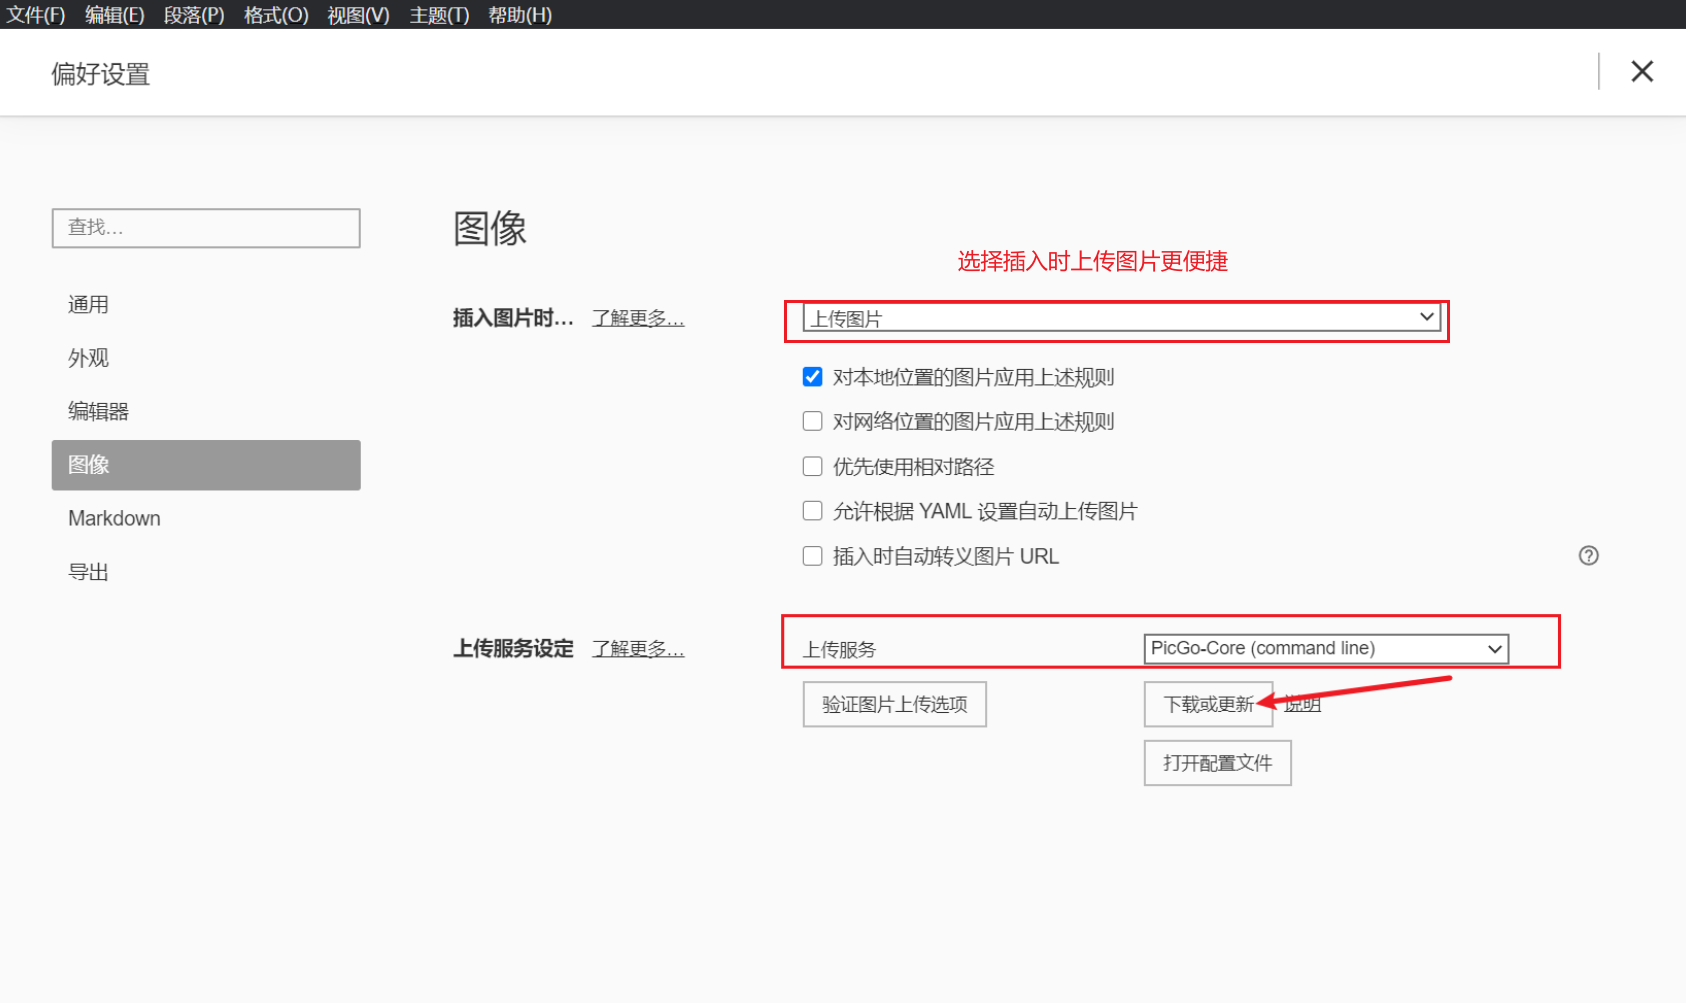 文件(F) 编辑(E) 段落(P) 格式(O) 视图(V) 主题(T) 帮助(H)
偏好设置
查找...
通用
外观
编辑器
图像
Markdown
导出
图像
选择插入时上传图片更便捷
插入图片时... 了解更多...
上传图片
对本地位置的图片应用上述规则
对网络位置的图片应用上述规则
优先使用相对路径
允许根据 YAML 设置自动上传图片
插入时自动转义图片 URL
上传服务设定 了解更多...
上传服务 PicGo-Core (command line)
验证图片上传选项 下载或更新 说明
打开配置文件